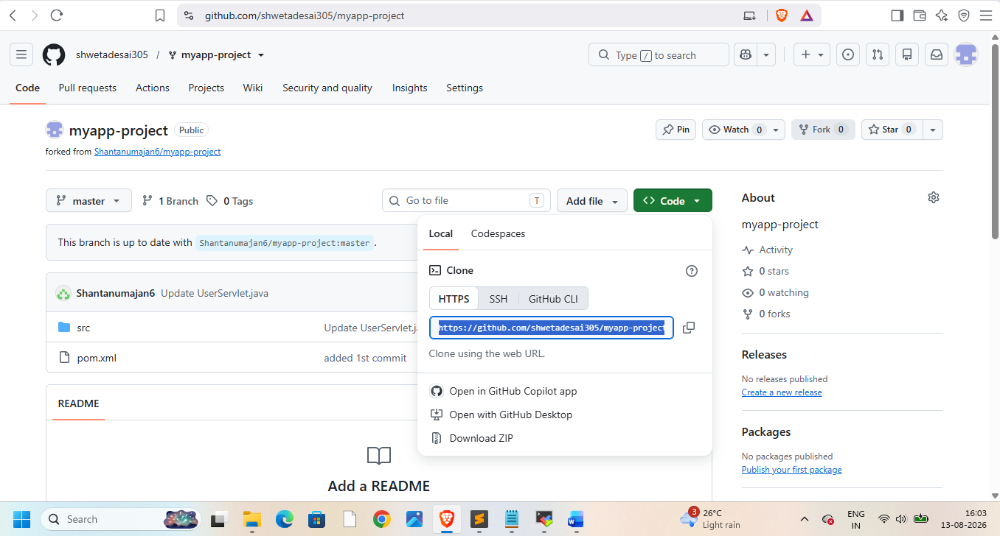 github.com/shwetadesai305/myapp-project
shwetadesai305 / myapp-project
Type / to search
Code Pull requests Actions Projects Wiki Security and quality Insights Settings
myapp-project Public
Pin Watch 0 Fork 0 Star 0
forked from Shantanumajan6/myapp-project
master 1 Branch 0 Tags
Go to file T Add file Code
About
myapp-project
Activity
0 stars
0 watching
0 forks
This branch is up to date with Shantanumajan6/myapp-project:master .
Shantanumajan6 Update UserServlet.java
src Update UserServlet.ja
pom.xml added 1st commit
README
Add a README
Local Codespaces
Clone
HTTPS SSH GitHub CLI
https://github.com/shwetadesai305/myapp-project
Clone using the web URL.
Open in GitHub Copilot app
Open with GitHub Desktop
Download ZIP
Releases
No releases published
Create a new release
Packages
No packages published
Publish your first package
Search
3
26°C
Light rain
ENG
IN
16:03
13-08-2026